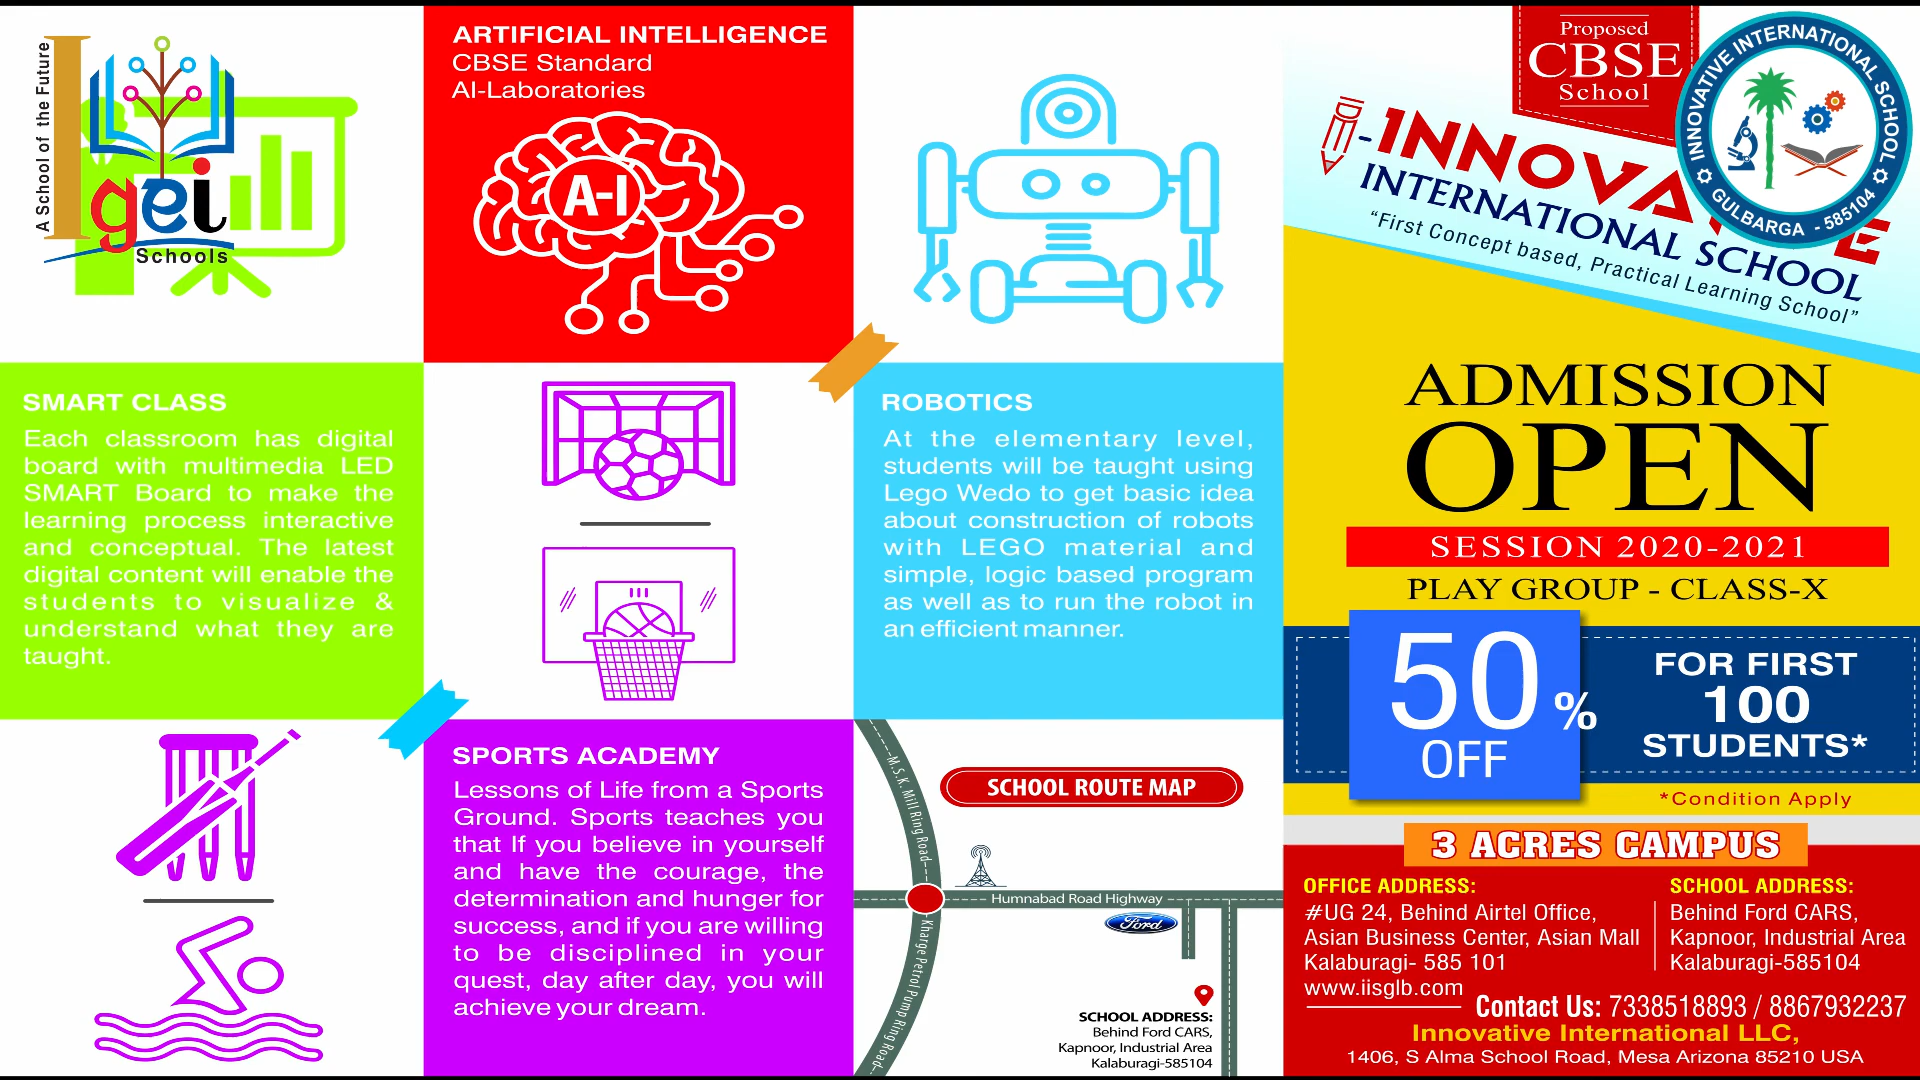 A School of the Future
I
gei
Schools
ARTIFICIAL INTELLIGENCE
CBSE Standard
AI-Laboratories
A-I
SMART CLASS
Each classroom has digital
board with multimedia LED
SMART Board to make the
learning process interactive
and conceptual. The latest
digital content will enable the
students to visualize &
understand what they are
taught.
ROBOTICS
At the elementary level,
students will be taught using
Lego Wedo to get basic idea
about construction of robots
with LEGO material and
simple, logic based program
as well as to run the robot in
an efficient manner.
SPORTS ACADEMY
Lessons of Life from a Sports
Ground. Sports teaches you
that If you believe in yourself
and have the courage, the
determination and hunger for
success, and if you are willing
to be disciplined in your
quest, day after day, you will
achieve your dream.
SCHOOL ROUTE MAP
M.S.K. Mill Ring Road
Humnabad Road Highway
Ford
Kharge Petrol Pump Ring Road
SCHOOL ADDRESS:
Behind Ford CARS,
Kapnoor, Industrial Area
Kalaburagi-585104
Proposed
CBSE
School
INNOVATIVE INTERNATIONAL SCHOOL
GULBARGA - 585104
INTERNATIONAL SCHOOL
"First Concept based, Practical Learning School"
ADMISSION
OPEN
SESSION 2020-2021
PLAY GROUP - CLASS-X
50%
OFF
FOR FIRST
100
STUDENTS*
*Condition Apply
3 ACRES CAMPUS
OFFICE ADDRESS:
#UG 24, Behind Airtel Office,
Asian Business Center, Asian Mall
Kalaburagi- 585 101
www.iisglb.com
SCHOOL ADDRESS:
Behind Ford CARS,
Kapnoor, Industrial Area
Kalaburagi-585104
Contact Us: 7338518893 / 8867932237
Innovative International LLC,
1406, S Alma School Road, Mesa Arizona 85210 USA